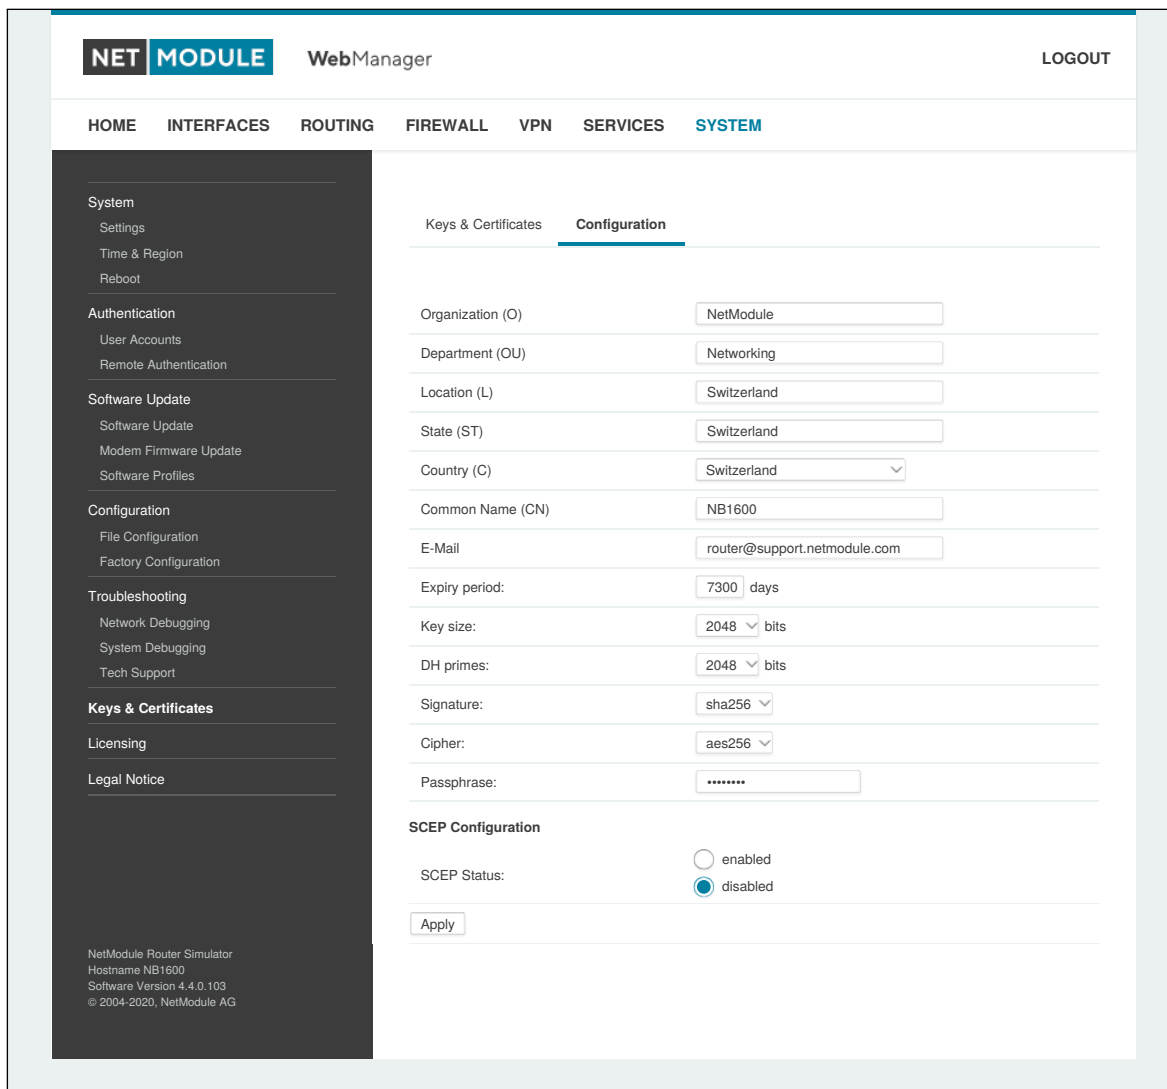 NET MODULE WebManager LOGOUT
HOME INTERFACES ROUTING FIREWALL VPN SERVICES SYSTEM
System
Settings
Time & Region
Reboot
Authentication
User Accounts
Remote Authentication
Software Update
Software Update
Modem Firmware Update
Software Profiles
Configuration
File Configuration
Factory Configuration
Troubleshooting
Network Debugging
System Debugging
Tech Support
Keys & Certificates
Licensing
Legal Notice
NetModule Router Simulator
Hostname NB1600
Software Version 4.4.0.103
© 2004-2020, NetModule AG
Keys & Certificates Configuration
Organization (O) NetModule
Department (OU) Networking
Location (L) Switzerland
State (ST) Switzerland
Country (C) Switzerland
Common Name (CN) NB1600
E-Mail router@support.netmodule.com
Expiry period: 7300 days
Key size: 2048 bits
DH primes: 2048 bits
Signature: sha256
Cipher: aes256
Passphrase: ••••••••
SCEP Configuration
SCEP Status: enabled
disabled
Apply